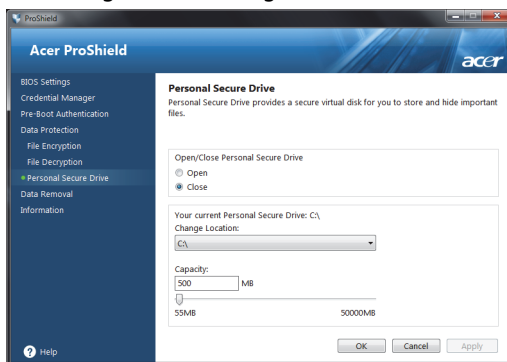 ProShield
Acer ProShield
acer
BIOS Settings
Credential Manager
Pre-Boot Authentication
Data Protection
File Encryption
File Decryption
Personal Secure Drive
Data Removal
Information
Help
Personal Secure Drive
Personal Secure Drive provides a secure virtual disk for you to store and hide important
files.
Open/Close Personal Secure Drive
Open
Close
Your current Personal Secure Drive: C:\
Change Location:
C:\
Capacity:
500 MB
55MB 50000MB
OK Cancel Apply